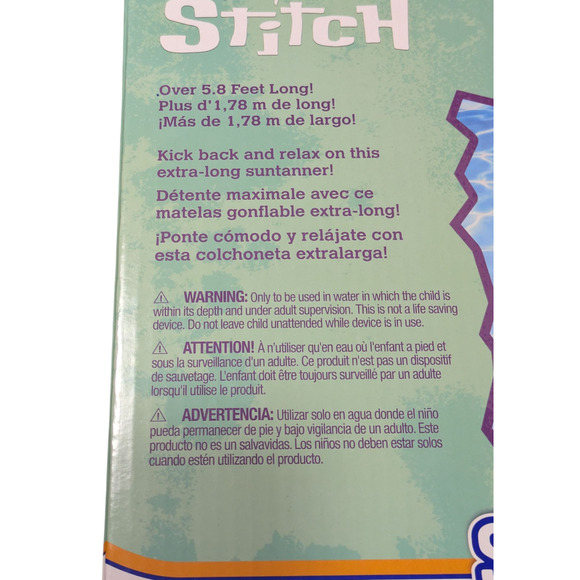 STITCH
.Over 5.8 Feet Long!
Plus d'1,78 m de long!
¡Más de 1,78 m de largo!
Kick back and relax on this
extra-long suntanner!
Détente maximale avec ce
matelas gonflable extra-long!
¡Ponte cómodo y relájate con
esta colchoneta extralarga!
WARNING: Only to be used in water in which the child is
within its depth and under adult supervision. This is not a life saving
device. Do not leave child unattended while device is in use.
ATTENTION! À n'utiliser qu'en eau où l'enfant a pied et
sous la surveillance d'un adulte. Ce produit n'est pas un dispositif
de sauvetage. L'enfant doit être toujours surveillé par un adulte
lorsqu'il utilise le produit.
ADVERTENCIA: Utilizar solo en agua donde el niño
pueda permanecer de pie y bajo vigilancia de un adulto. Este
producto no es un salvavidas. Los niños no deben estar solos
cuando estén utilizando el producto.